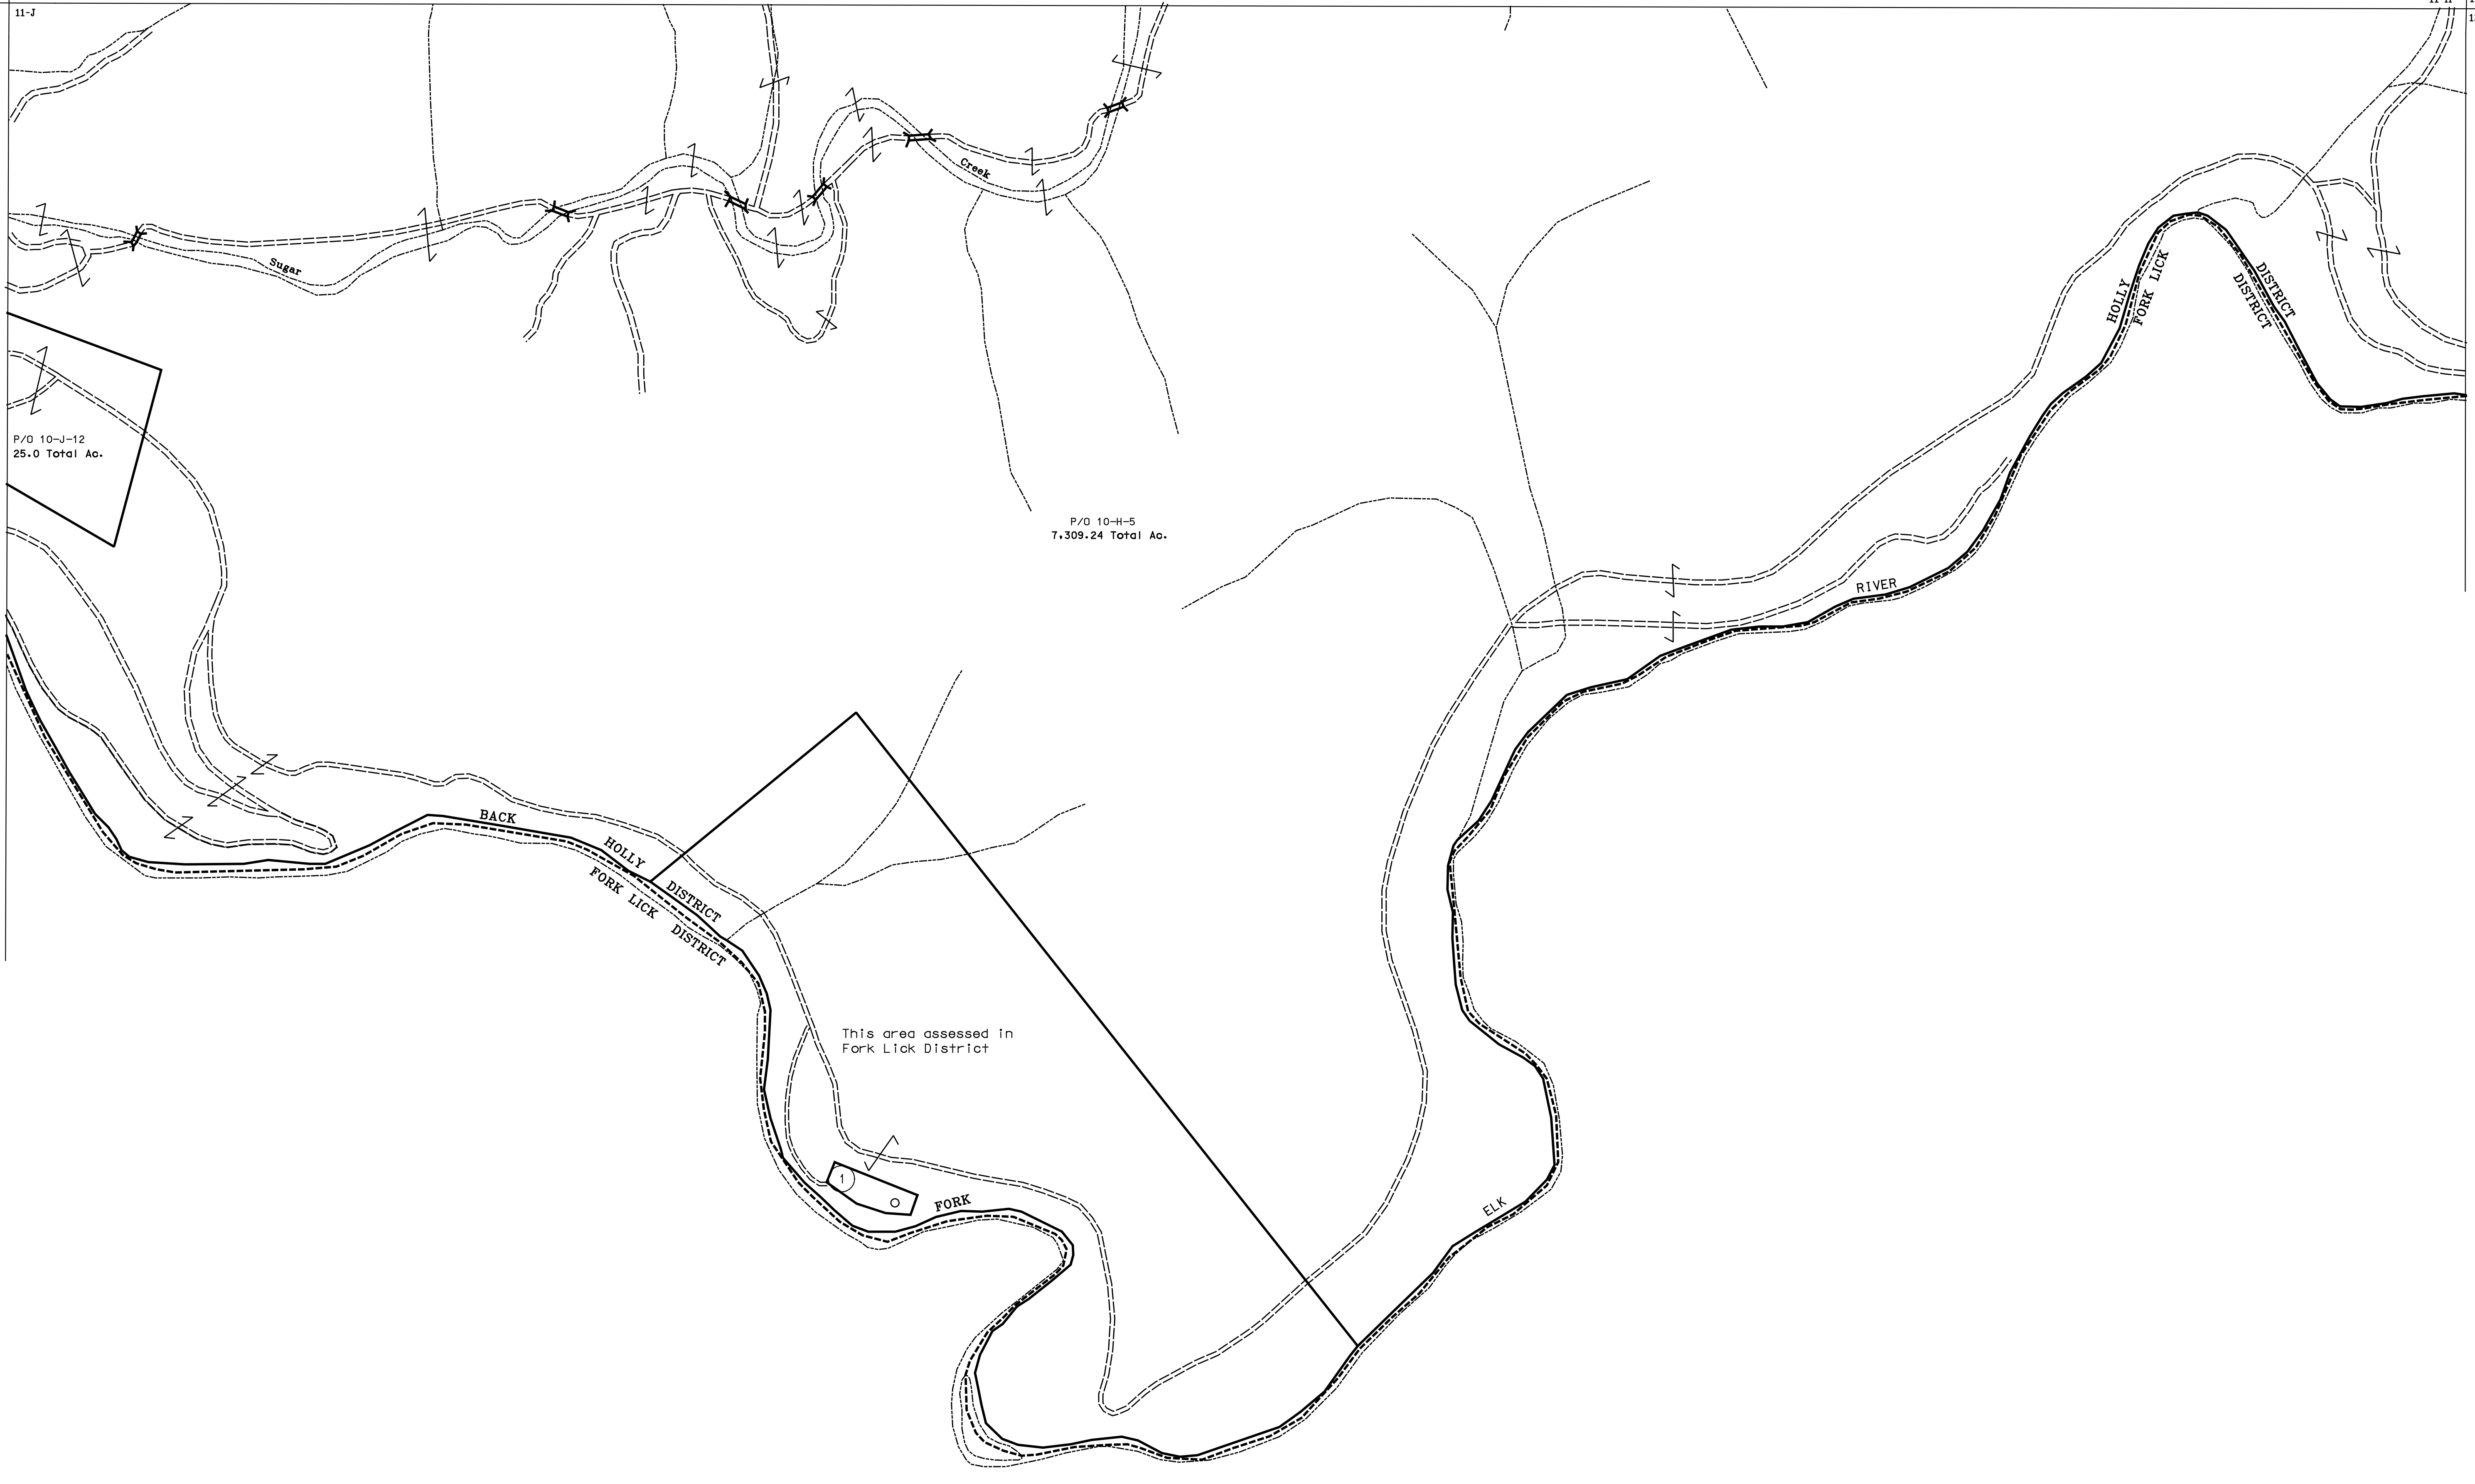 11-J
Creek
Sugar
HOLLY DISTRICT
FORK LICK DISTRICT
P/O 10-J-12
25.0 Total Ac.
P/O 10-H-5
7,309.24 Total Ac.
RIVER
BACK
HOLLY DISTRICT
FORK LICK DISTRICT
This area assessed in
Fork Lick District
1
FORK
ELK